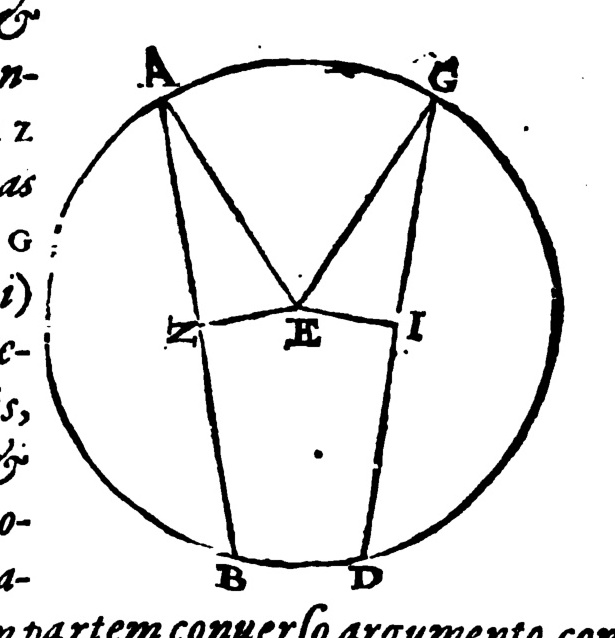 &
n-
A G
Z
as
G
i)
Z E I
c-
s,
&
o-
B D
a-
partem conuerso argumento con